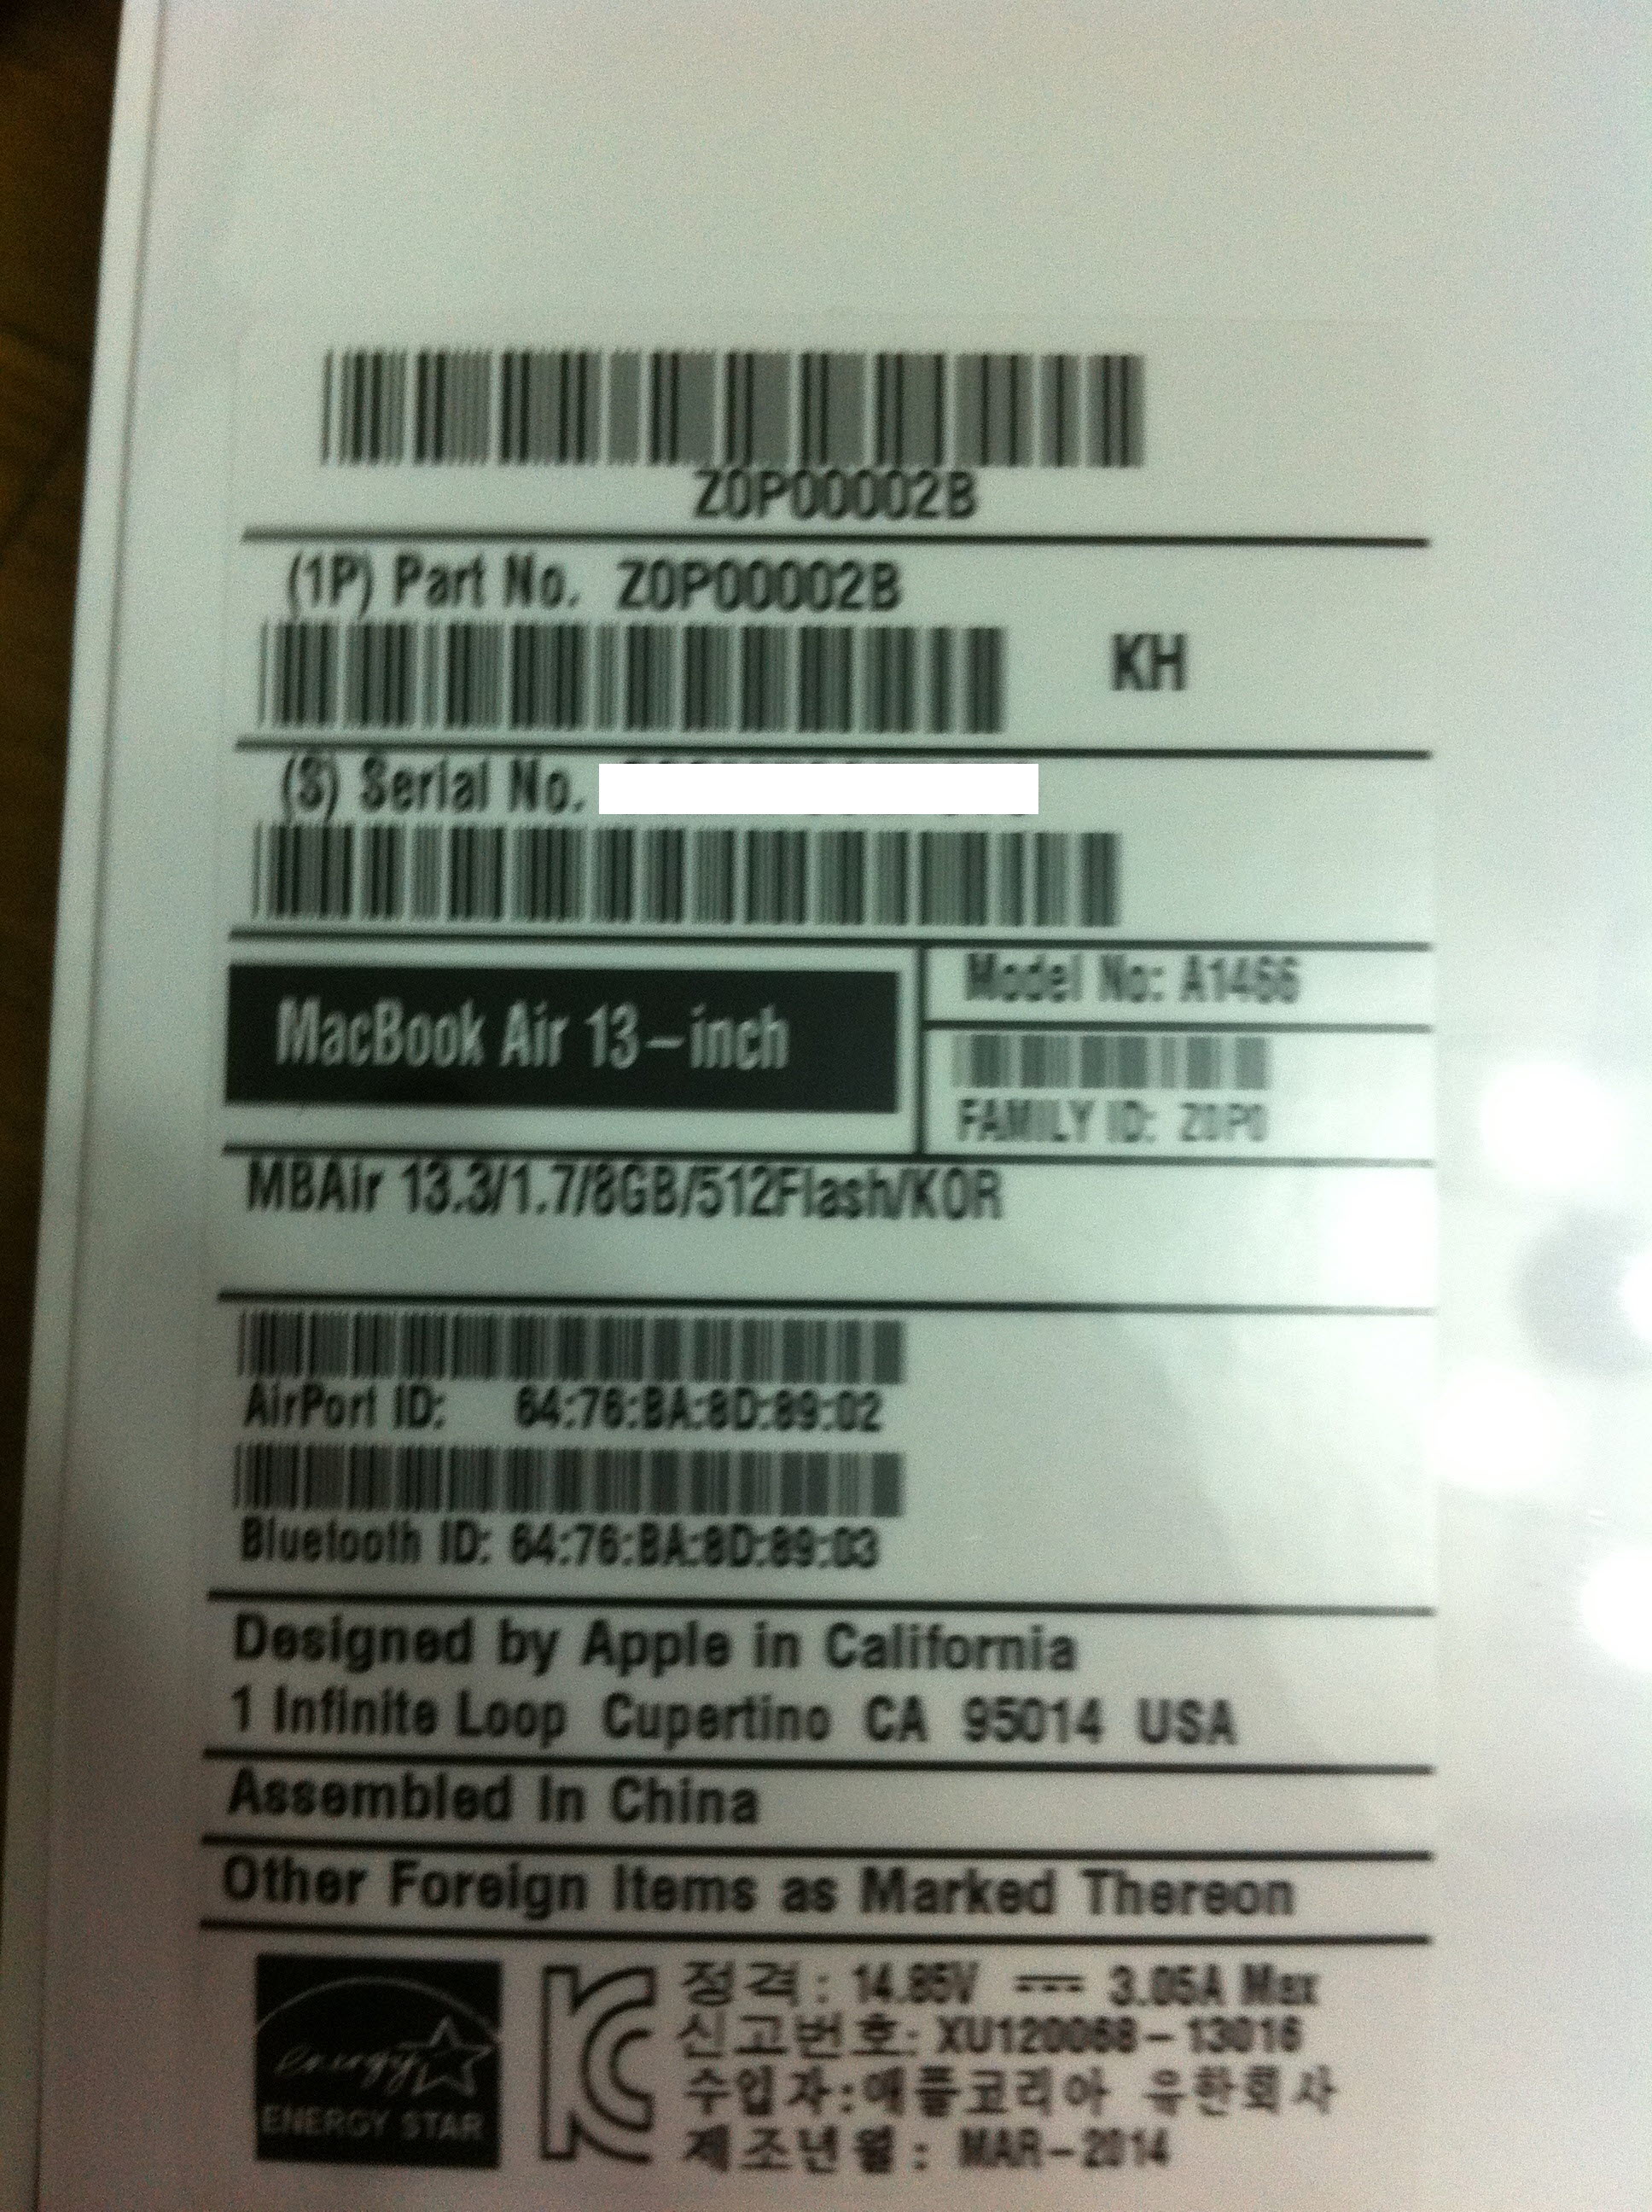 Z0P00002B
(1P) Part No. Z0P00002B
KH
(S) Serial No.
MacBook Air 13-inch
Model No: A1466
FAMILY ID: Z0P0
MBAir 13.3/1.7/8GB/512Flash/KOR
AirPort ID: 64:76:BA:8D:89:02
Bluetooth ID: 64:76:BA:8D:89:03
Designed by Apple in California
1 Infinite Loop Cupertino CA 95014 USA
Assembled In China
Other Foreign Items as Marked Thereon
energy
ENERGY STAR
정격: 14.85V ⎓ 3.05A Max
신고번호: XU120068-13016
수입자:애플코리아 유한회사
제조년월: MAR-2014